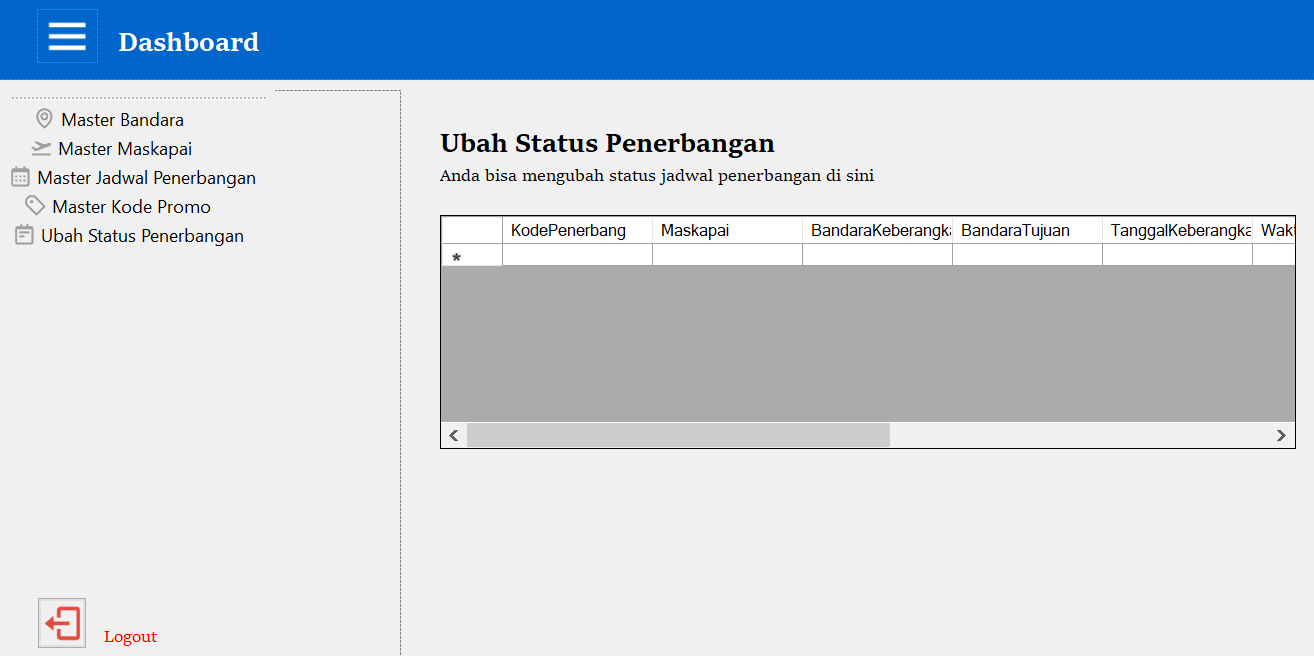 Dashboard
Master Bandara
Master Maskapai
Master Jadwal Penerbangan
Master Kode Promo
Ubah Status Penerbangan
Logout
Ubah Status Penerbangan
Anda bisa mengubah status jadwal penerbangan di sini
KodePenerbang Maskapai BandaraKeberangka BandaraTujuan TanggalKeberangka Wakt
*